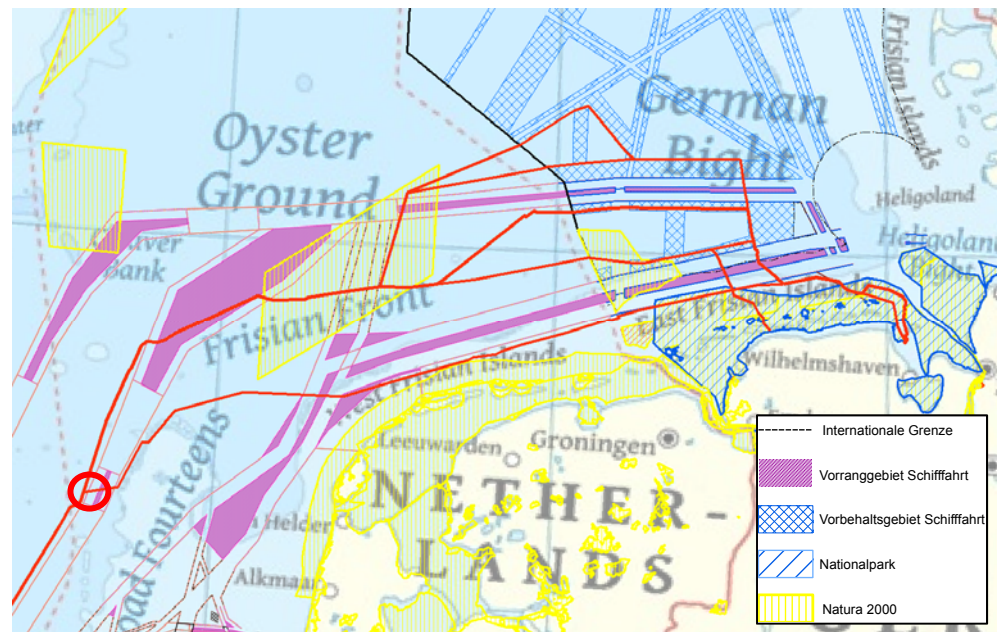 German
Bight
Frisian Islands
Oyster
Ground
Heligoland
Heligoland
Bight
Bank
Frisian Front
East Frisian Islands
West Frisian Islands
Wilhelmshaven
Leeuwarden
Groningen
NETHER-
LANDS
Helder
Alkmaar
Fourteens
Internationale Grenze
Vorranggebiet Schifffahrt
Vorbehaltsgebiet Schifffahrt
Nationalpark
Natura 2000